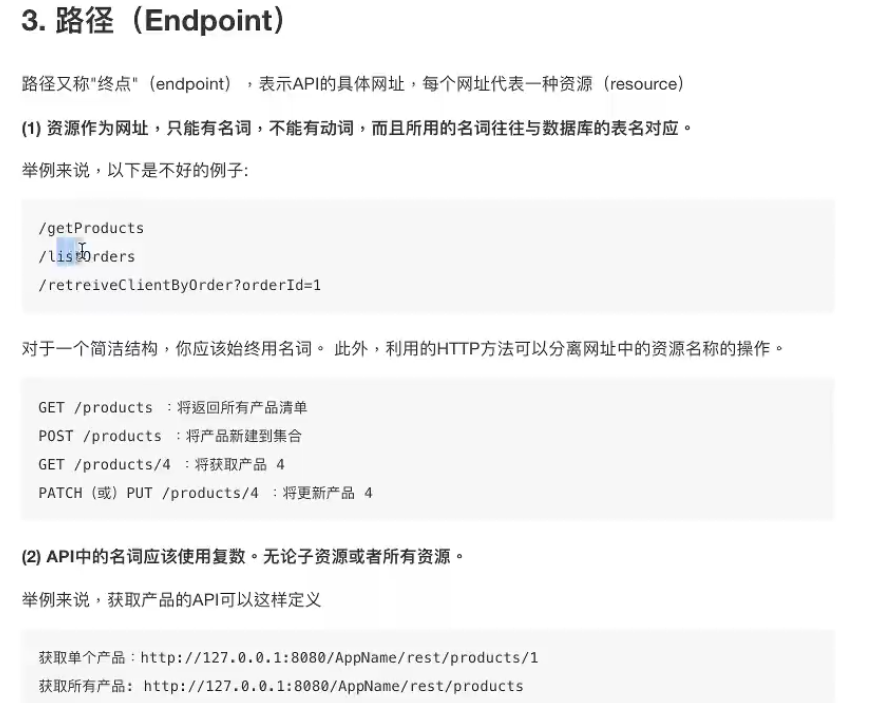 3. 路径（Endpoint）
路径又称"终点"（endpoint），表示API的具体网址，每个网址代表一种资源（resource）
(1) 资源作为网址，只能有名词，不能有动词，而且所用的名词往往与数据库的表名对应。
举例来说，以下是不好的例子:
/getProducts
/listOrders
/retreiveClientByOrder?orderId=1
对于一个简洁结构，你应该始终用名词。 此外，利用的HTTP方法可以分离网址中的资源名称的操作。
GET /products ：将返回所有产品清单
POST /products ：将产品新建到集合
GET /products/4 ：将获取产品 4
PATCH（或）PUT /products/4 ：将更新产品 4
(2) API中的名词应该使用复数。无论子资源或者所有资源。
举例来说，获取产品的API可以这样定义
获取单个产品：http://127.0.0.1:8080/AppName/rest/products/1
获取所有产品: http://127.0.0.1:8080/AppName/rest/products